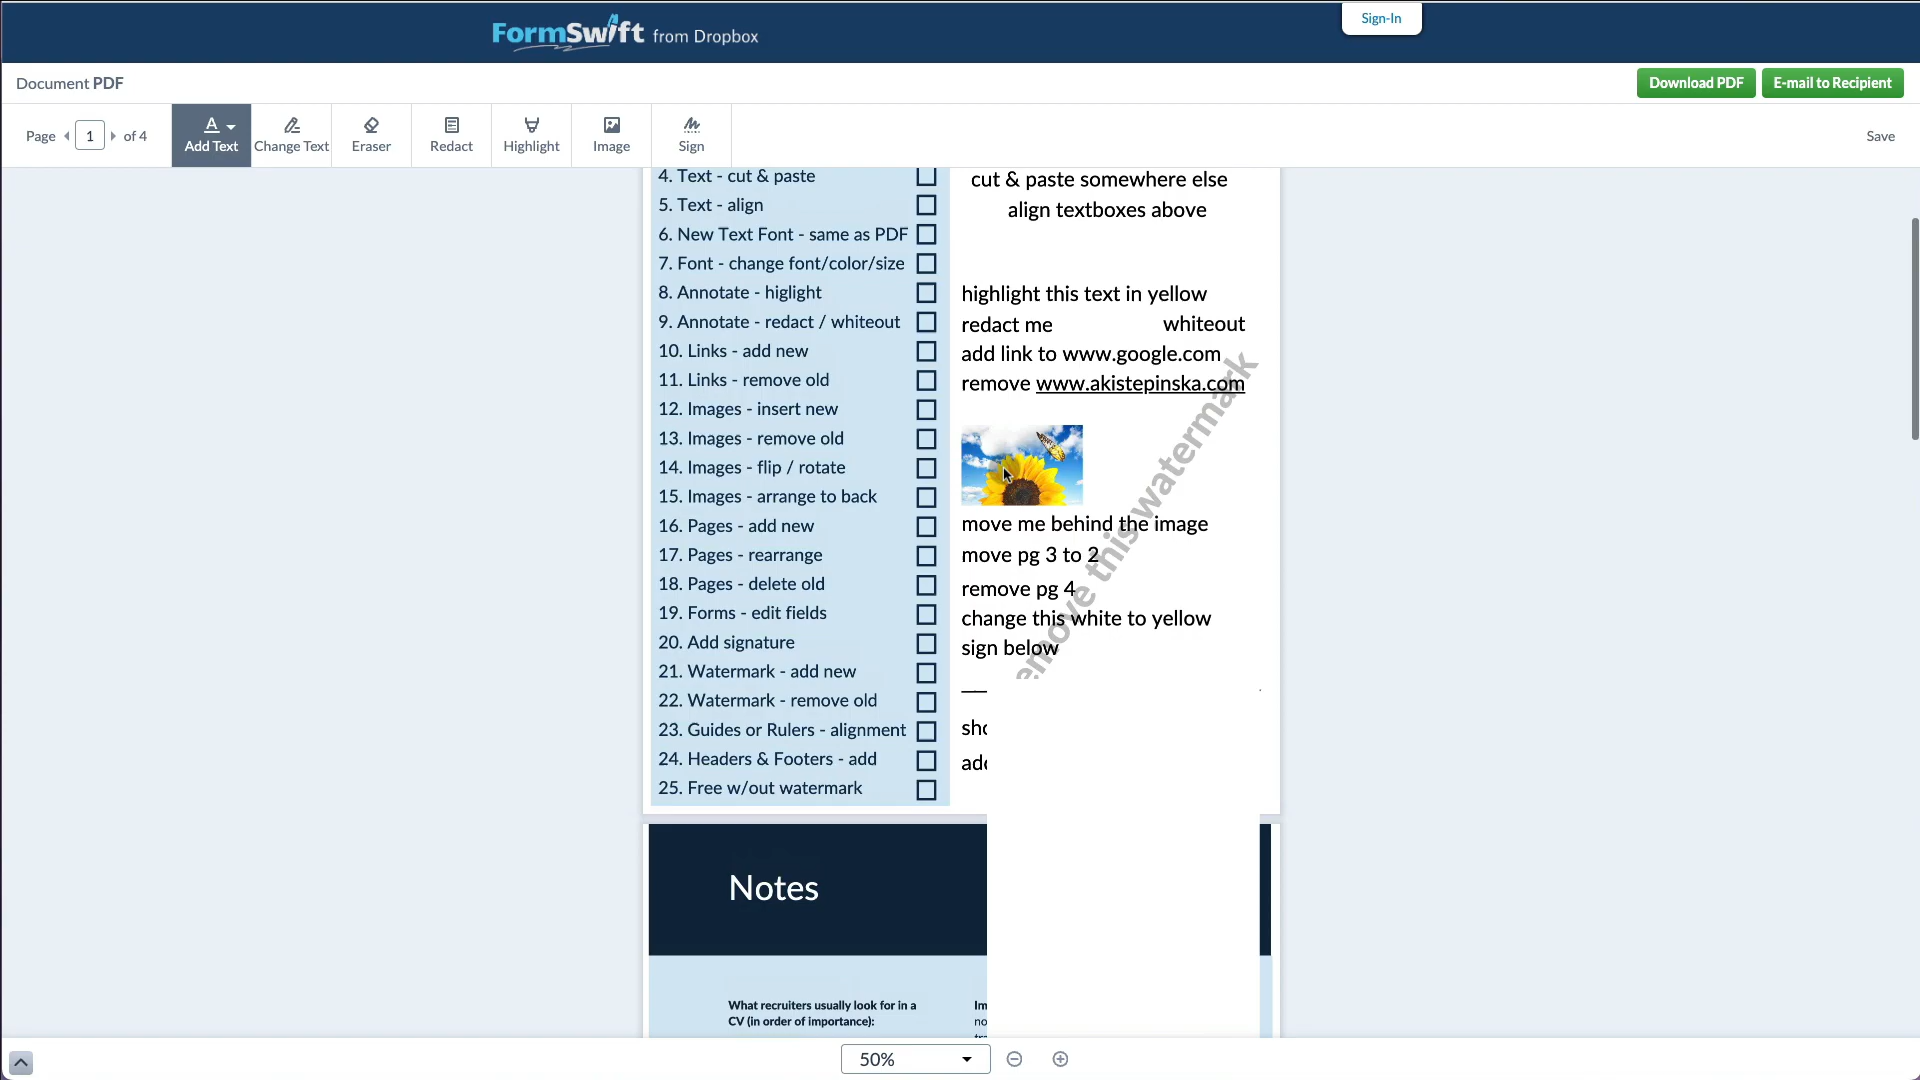 FormSwift from Dropbox
Sign-In
Document PDF
Download PDF
E-mail to Recipient
Page 1 of 4
Add Text
Change Text
Eraser
Redact
Highlight
Image
Sign
Save
4. Text - cut & paste
5. Text - align
6. New Text Font - same as PDF
7. Font - change font/color/size
8. Annotate - higlight
9. Annotate - redact / whiteout
10. Links - add new
11. Links - remove old
12. Images - insert new
13. Images - remove old
14. Images - flip / rotate
15. Images - arrange to back
16. Pages - add new
17. Pages - rearrange
18. Pages - delete old
19. Forms - edit fields
20. Add signature
21. Watermark - add new
22. Watermark - remove old
23. Guides or Rulers - alignment
24. Headers & Footers - add
25. Free w/out watermark
cut & paste somewhere else
align textboxes above
highlight this text in yellow
redact me
whiteout
add link to www.google.com
remove www.akistepinska.com
move me behind the image
move pg 3 to 2
remove pg 4
change this white to yellow
sign below
emove this watermark
Notes
What recruiters usually look for in a
CV (in order of importance):
50%